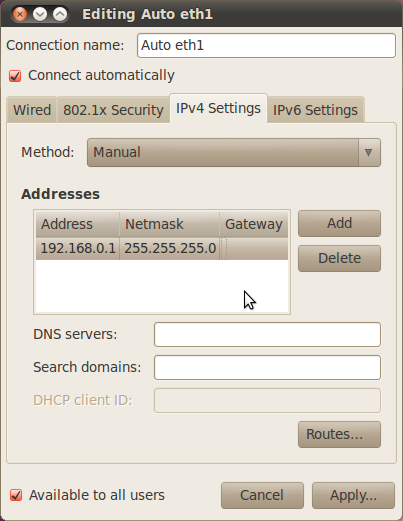 Editing Auto eth1
Connection name: Auto eth1
Connect automatically
Wired 802.1x Security IPv4 Settings IPv6 Settings
Method: Manual
Addresses
Address Netmask Gateway Add
192.168.0.1 255.255.255.0
Delete
DNS servers:
Search domains:
DHCP client ID:
Routes...
Available to all users Cancel Apply...